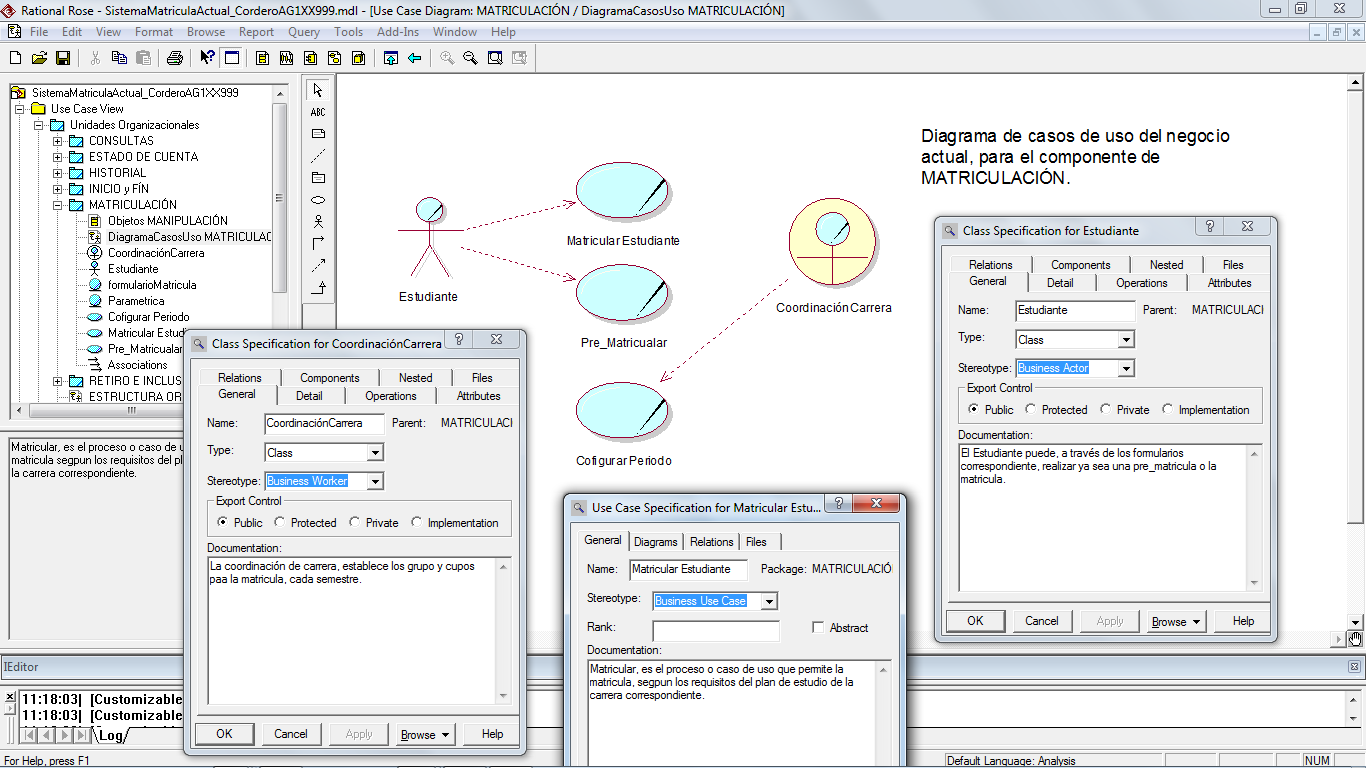 Rational Rose - SistemaMatriculaActual_CorderoAG1XX999.mdl - [Use Case Diagram: MATRICULACIÓN / DiagramaCasosUso MATRICULACIÓN]
File Edit View Format Browse Report Query Tools Add-Ins Window Help
SistemaMatriculaActual_CorderoAG1XX999
Use Case View
Unidades Organizacionales
CONSULTAS
ESTADO DE CUENTA
HISTORIAL
INICIO y FÍN
MATRICULACIÓN
Objetos MANIPULACIÓN
DiagramaCasosUso MATRICULAC
CoordinaciónCarrera
Estudiante
formularioMatricula
Parametrica
Cofigurar Periodo
Matricular Estudi
Pre_Matricualar
Associations
RETIRO E INCLUS
ESTRUCTURA OR
ABC
Matricular, es el proceso o caso de u
matricula segpun los requisitos del pl
la carrera correspondiente.
Diagrama de casos de uso del negocio
actual, para el componente de
MATRICULACIÓN.
Estudiante
Matricular Estudiante
Pre_Matricualar
Cofigurar Periodo
CoordinaciónCarrera
Class Specification for CoordinaciónCarrera
Relations Components Nested Files
General Detail Operations Attributes
Name: CoordinaciónCarrera Parent: MATRICULACI
Type: Class
Stereotype: Business Worker
Export Control
Public Protected Private Implementation
Documentation:
La coordinación de carrera, establece los grupo y cupos
paa la matricula, cada semestre.
OK Cancel Apply Browse Help
Use Case Specification for Matricular Estu...
General Diagrams Relations Files
Name: Matricular Estudiante Package: MATRICULACIÓ
Stereotype: Business Use Case
Rank: Abstract
Documentation:
Matricular, es el proceso o caso de uso que permite la
matricula, segpun los requisitos del plan de estudio de la
carrera correspondiente.
Class Specification for Estudiante
Relations Components Nested Files
General Detail Operations Attributes
Name: Estudiante Parent: MATRICULACI
Type: Class
Stereotype: Business Actor
Export Control
Public Protected Private Implementation
Documentation:
El Estudiante puede, a través de los formularios
correspondiente, realizar ya sea una pre_matricula o la
matricula.
OK Cancel Apply Browse Help
IEditor
11:18:03| [Customizable
11:18:03| [Customizable
Log
For Help, press F1
Default Language: Analysis
NUM